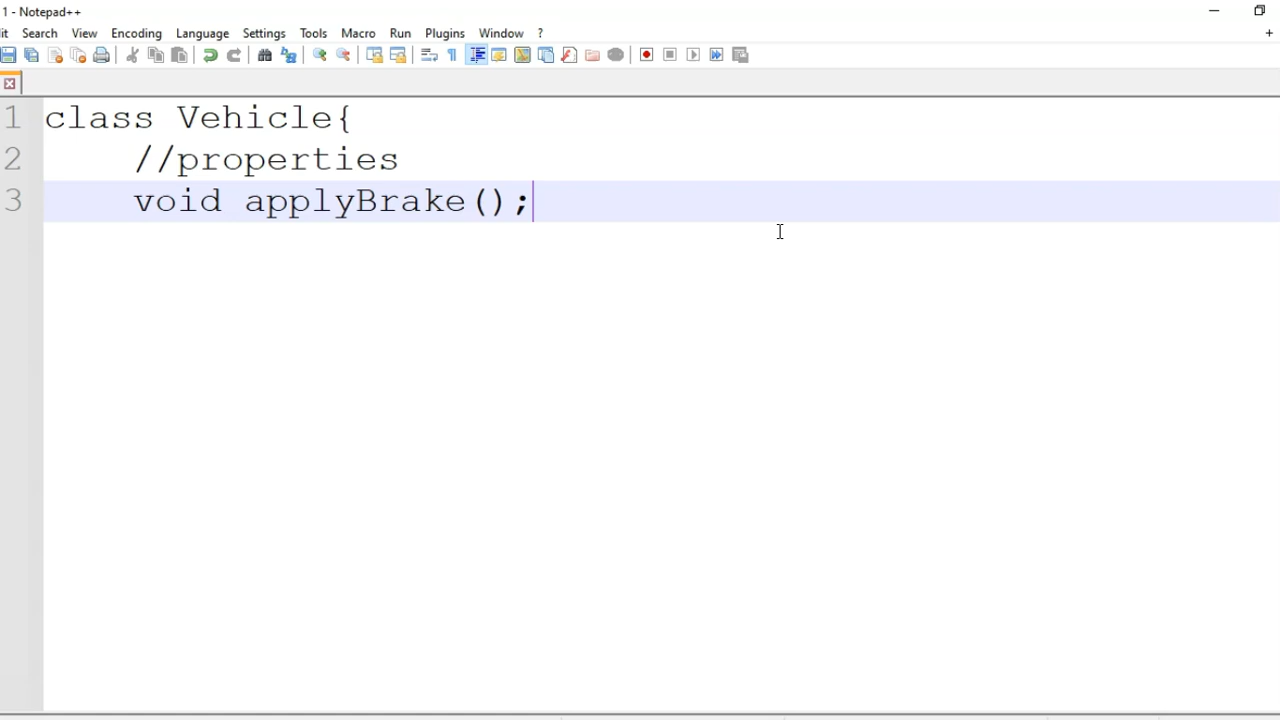 1 - Notepad++
it Search View Encoding Language Settings Tools Macro Run Plugins Window ?
1 class Vehicle{
2 //properties
3 void applyBrake();